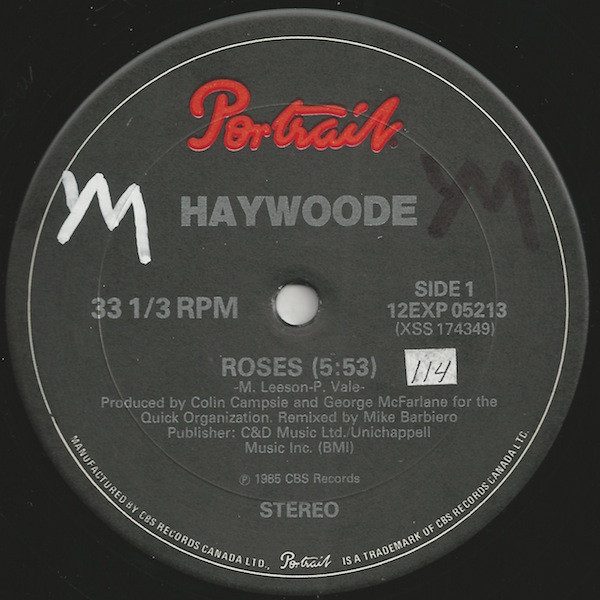 Portrait.
YM YM
HAYWOODE
SIDE 1
33 1/3 RPM 12EXP 05213
(XSS 174349)
ROSES (5:53) 114
-M. Leeson-P. Vale-
Produced by Colin Campsie and George McFarlane for the
Quick Organization. Remixed by Mike Barbiero
Publisher: C&D Music Ltd./Unichappell
Music Inc. (BMI)
℗ 1985 CBS Records
STEREO
MANUFACTURED BY CBS RECORDS CANADA LTD., Portrait IS A TRADEMARK OF CBS RECORDS CANADA LTD.